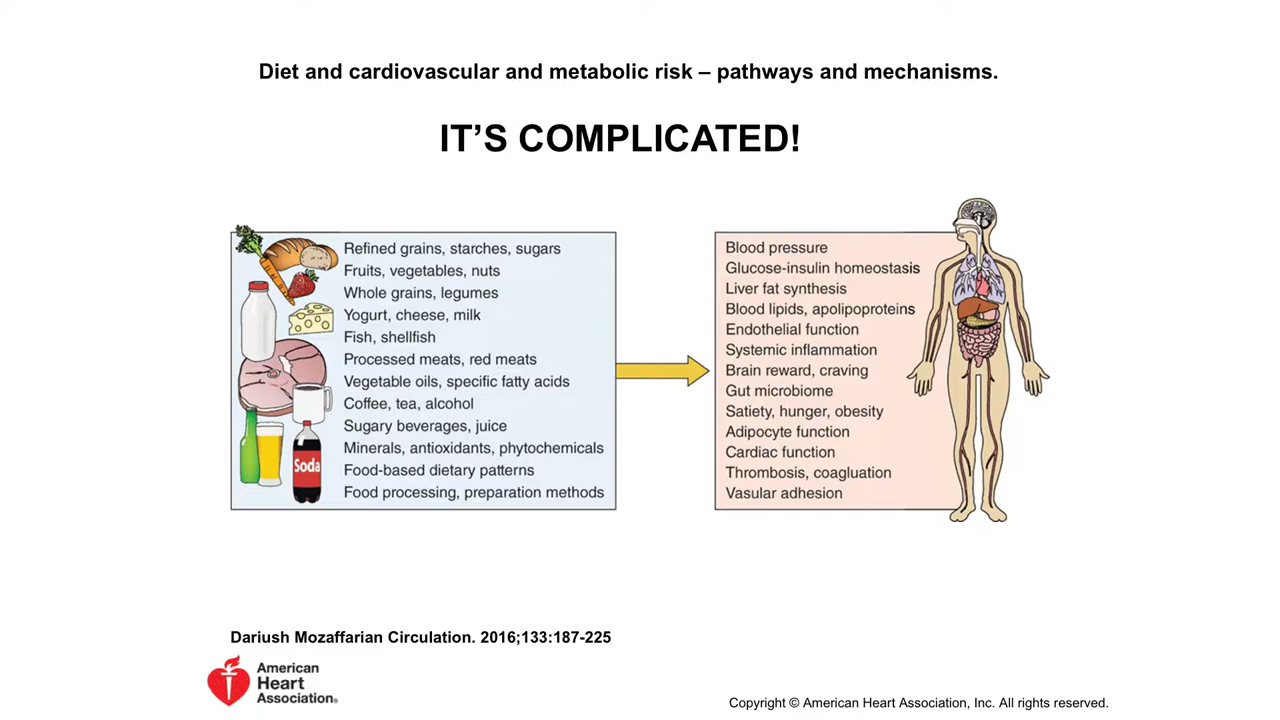 Diet and cardiovascular and metabolic risk – pathways and mechanisms.
IT’S COMPLICATED!
Refined grains, starches, sugars
Fruits, vegetables, nuts
Whole grains, legumes
Yogurt, cheese, milk
Fish, shellfish
Processed meats, red meats
Vegetable oils, specific fatty acids
Coffee, tea, alcohol
Sugary beverages, juice
Minerals, antioxidants, phytochemicals
Food-based dietary patterns
Food processing, preparation methods
Soda
Blood pressure
Glucose-insulin homeostasis
Liver fat synthesis
Blood lipids, apolipoproteins
Endothelial function
Systemic inflammation
Brain reward, craving
Gut microbiome
Satiety, hunger, obesity
Adipocyte function
Cardiac function
Thrombosis, coagluation
Vasular adhesion
Dariush Mozaffarian Circulation. 2016;133:187-225
American
Heart
Association®
Copyright © American Heart Association, Inc. All rights reserved.